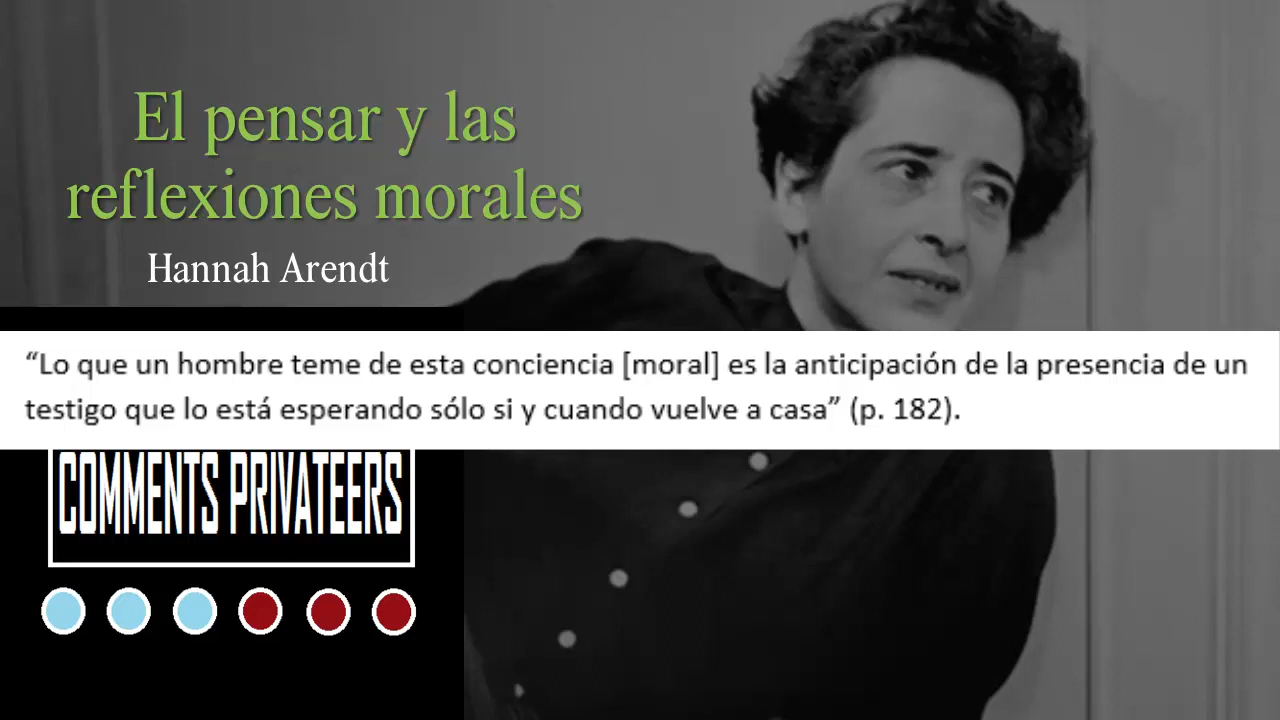 El pensar y las
reflexiones morales
Hannah Arendt
“Lo que un hombre teme de esta conciencia [moral] es la anticipación de la presencia de un
testigo que lo está esperando sólo si y cuando vuelve a casa” (p. 182).
COMMENTS PRIVATEERS